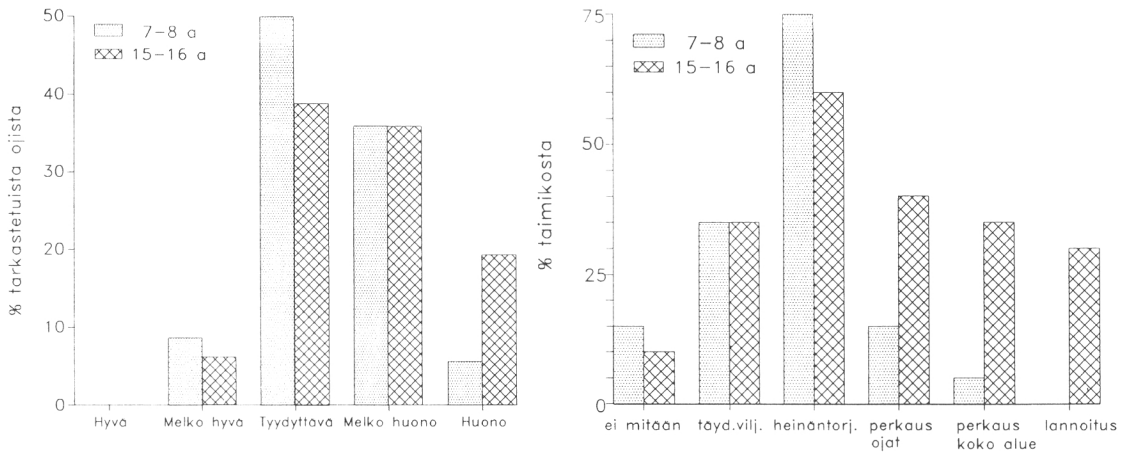 % tarkastetuista ojista
50
40
30
20
10
0
7-8 a
15-16 a
Hyvä
Melko hyvä
Tyydyttävä
Melko huono
Huono
% taimikosta
75
50
25
0
7-8 a
15-16 a
ei mitään
täyd.vilj.
heinäntorj.
perkaus
ojat
perkaus
koko alue
lannoitus